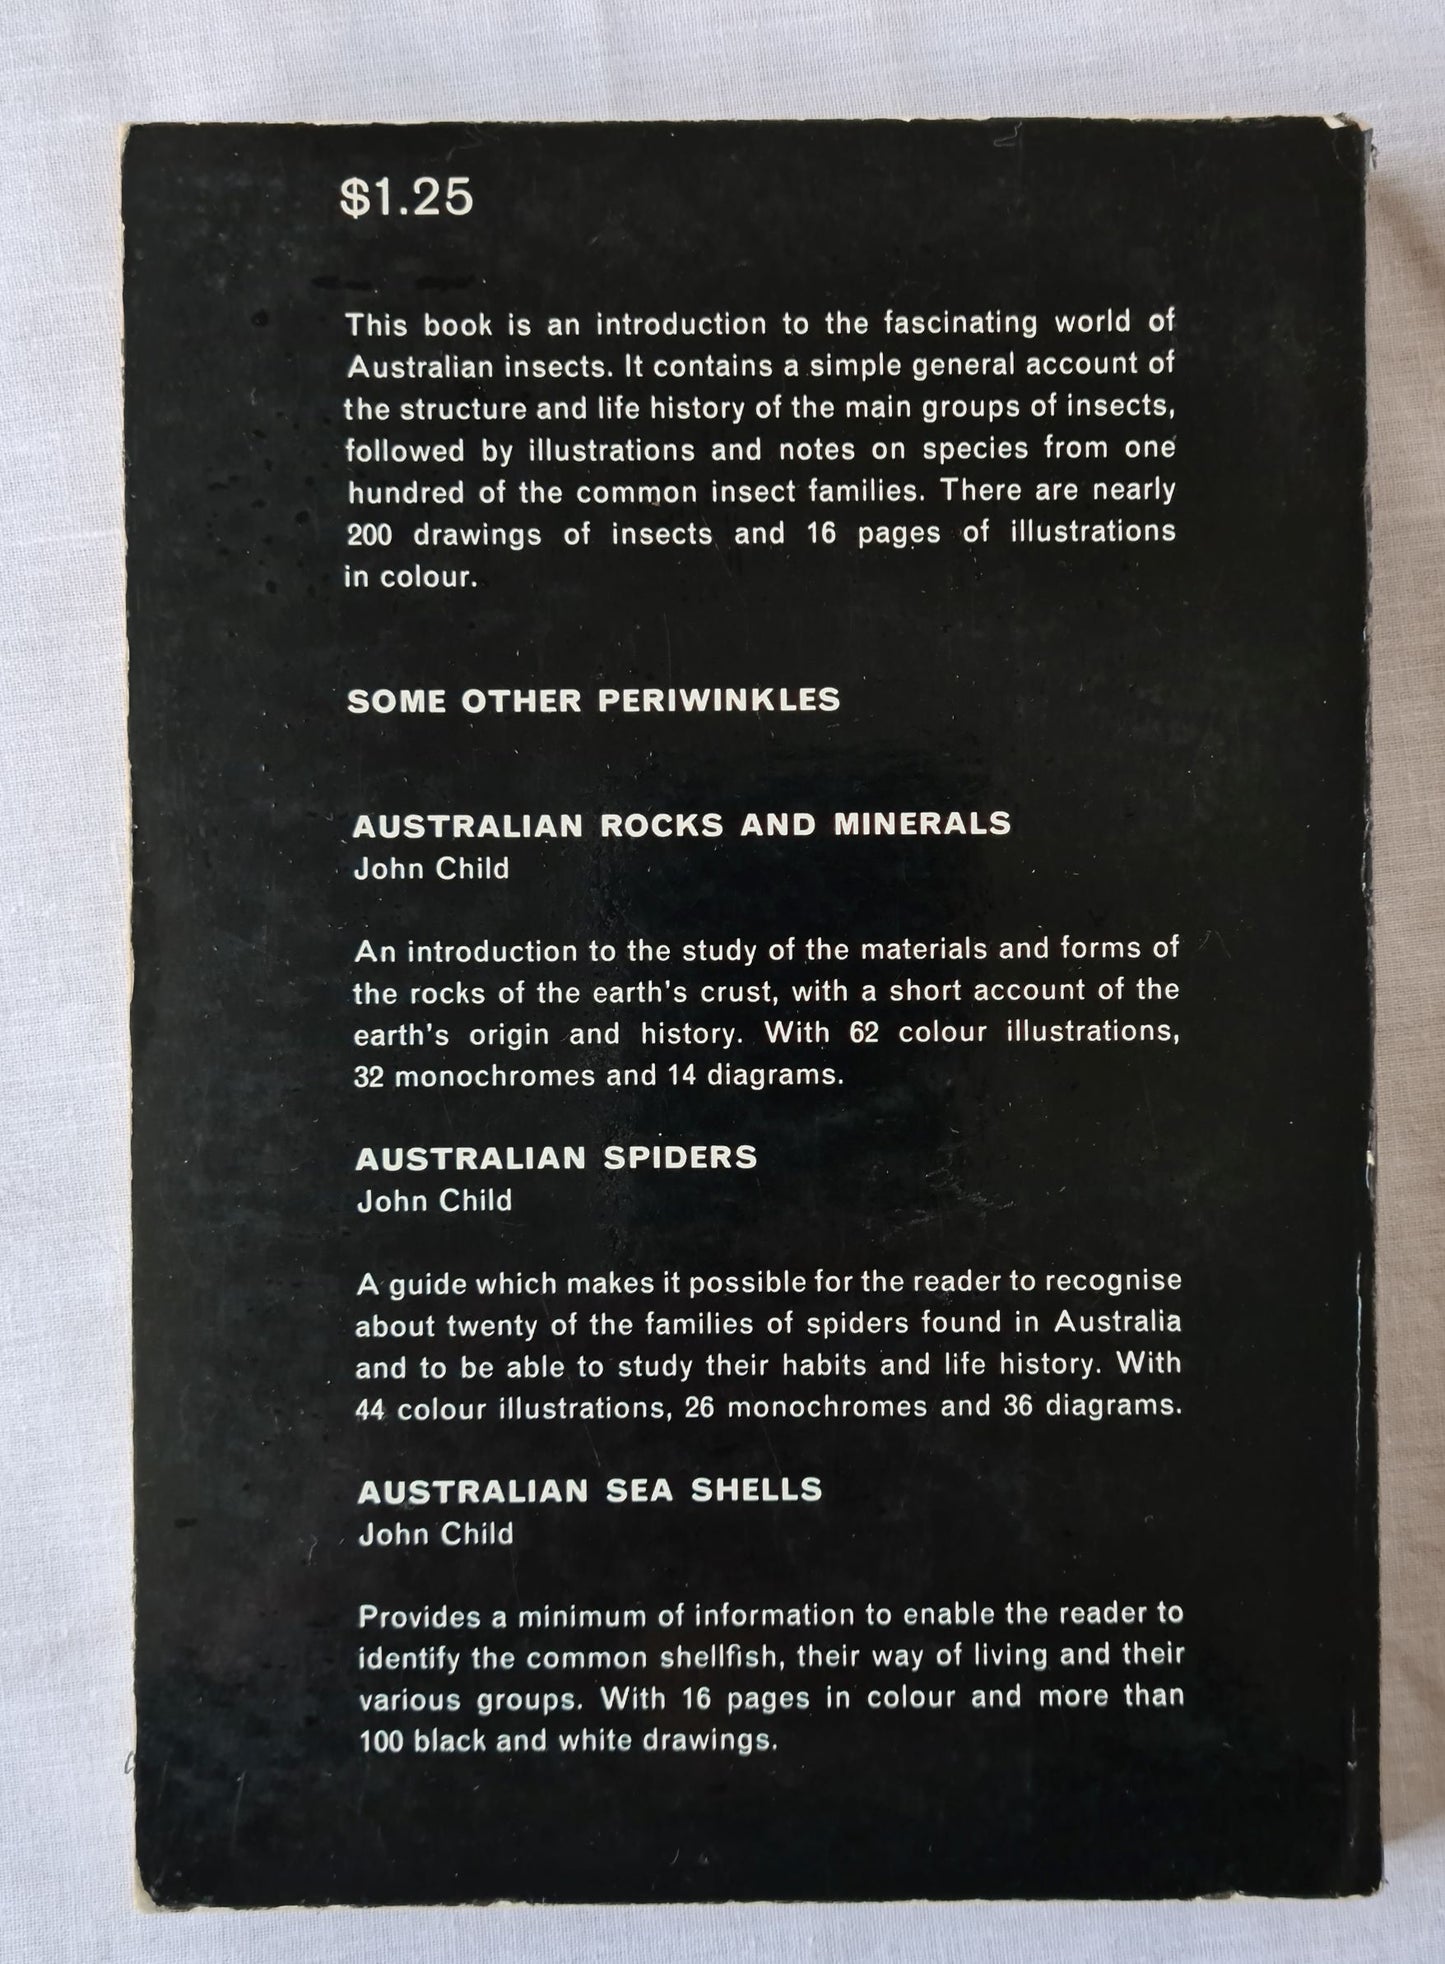 $1.25
This book is an introduction to the fascinating world of
Australian insects. It contains a simple general account of
the structure and life history of the main groups of insects,
followed by illustrations and notes on species from one
hundred of the common insect families. There are nearly
200 drawings of insects and 16 pages of illustrations
in colour.
SOME OTHER PERIWINKLES
AUSTRALIAN ROCKS AND MINERALS
John Child
An introduction to the study of the materials and forms of
the rocks of the earth's crust, with a short account of the
earth's origin and history. With 62 colour illustrations,
32 monochromes and 14 diagrams.
AUSTRALIAN SPIDERS
John Child
A guide which makes it possible for the reader to recognise
about twenty of the families of spiders found in Australia
and to be able to study their habits and life history. With
44 colour illustrations, 26 monochromes and 36 diagrams.
AUSTRALIAN SEA SHELLS
John Child
Provides a minimum of information to enable the reader to
identify the common shellfish, their way of living and their
various groups. With 16 pages in colour and more than
100 black and white drawings.